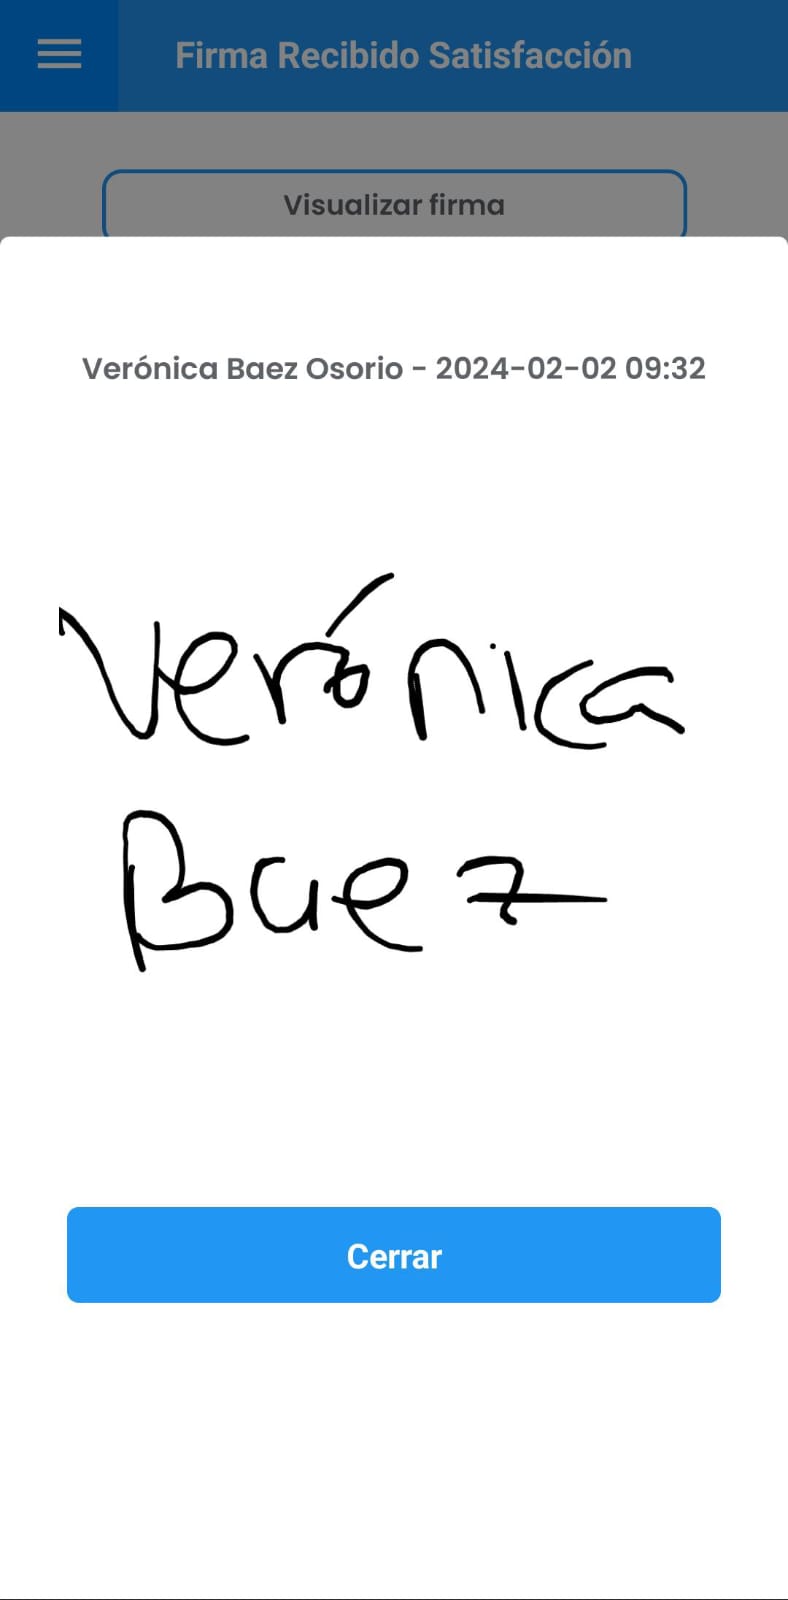 Firma Recibido Satisfacción
Visualizar firma
Verónica Baez Osorio - 2024-02-02 09:32
Verónica
Baez
Cerrar